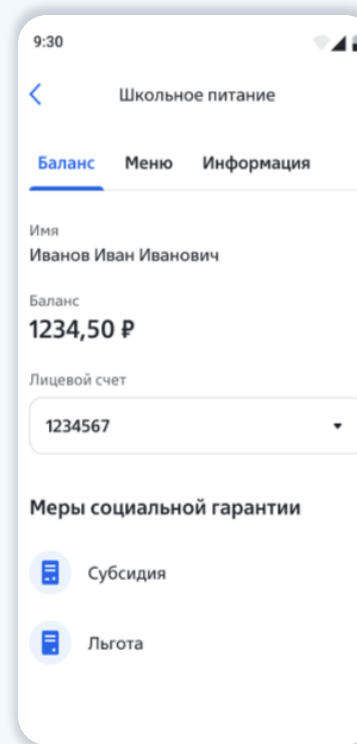 9:30
Школьное питание
Баланс Меню Информация
Имя
Иванов Иван Иванович
Баланс
1234,50 ₽
Лицевой счет
1234567
Меры социальной гарантии
Субсидия
Льгота